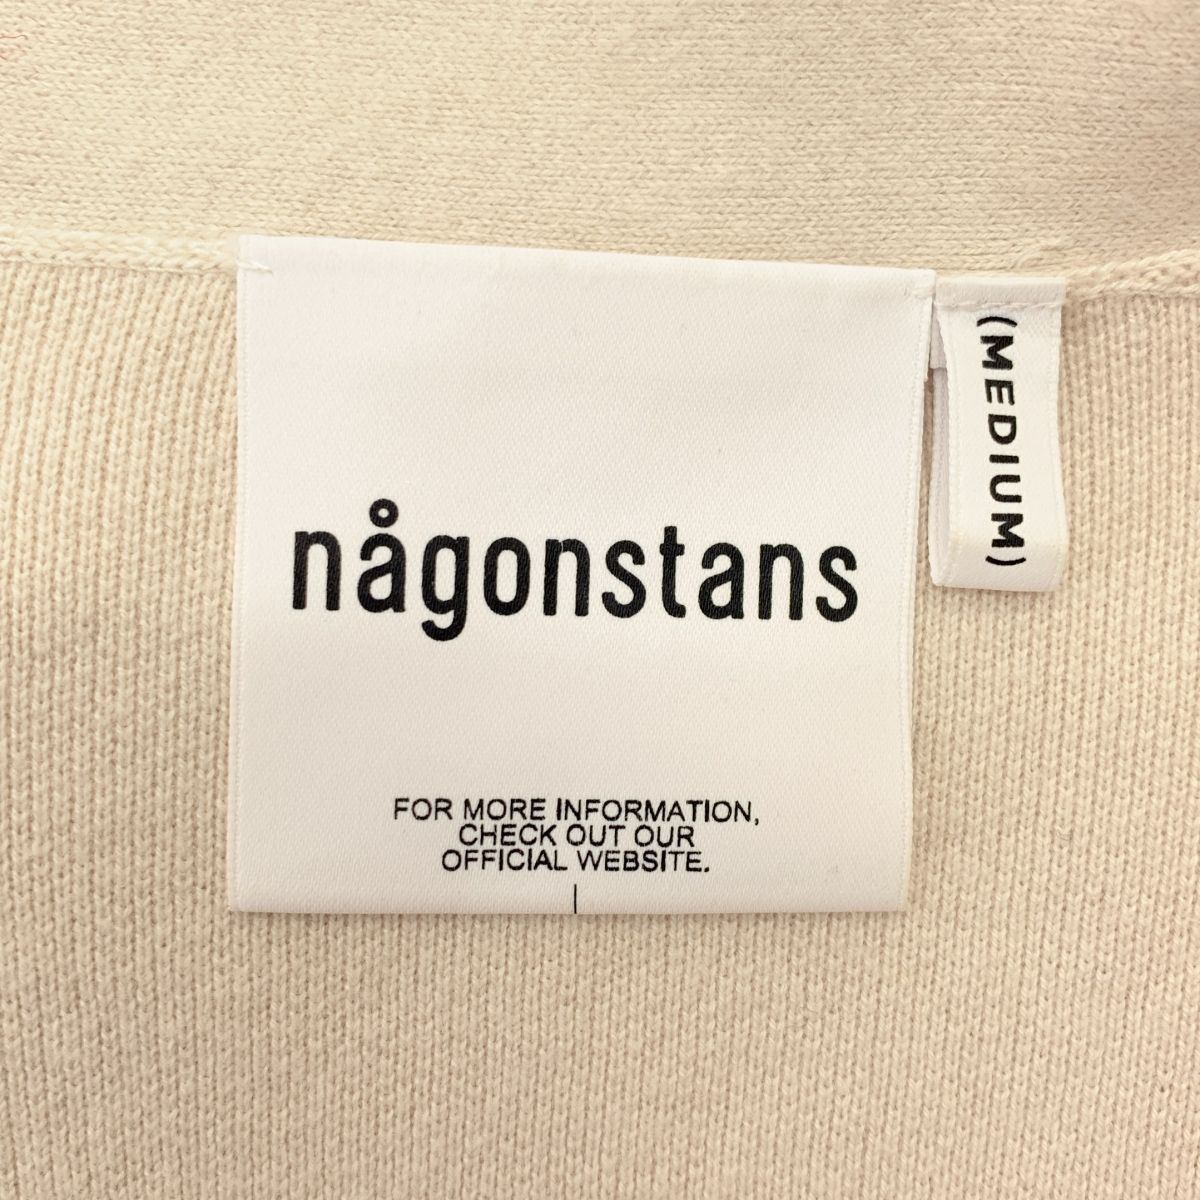 någonstans
(MEDIUM)
FOR MORE INFORMATION,
CHECK OUT OUR
OFFICIAL WEBSITE.